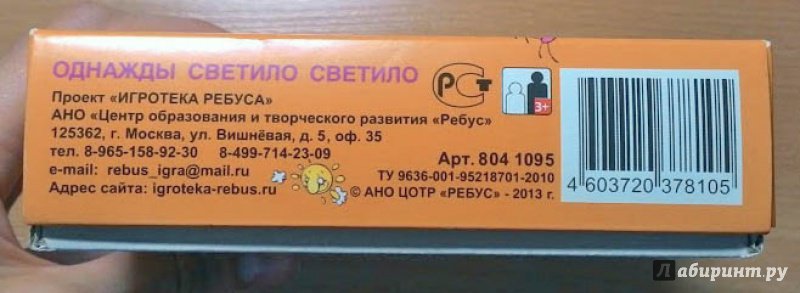 ОДНАЖДЫ СВЕТИЛО СВЕТИЛО
Проект «ИГРОТЕКА РЕБУСА»
АНО «Центр образования и творческого развития «Ребус»
125362, г. Москва, ул. Вишнёвая, д. 5, оф. 35
тел. 8-965-158-92-30 8-499-714-23-09
e-mail: rebus_igra@mail.ru
Адрес сайта: igroteka-rebus.ru
РСТ
3+
Арт. 804 1095
ТУ 9636-001-95218701-2010
© АНО ЦОТР «РЕБУС» - 2013 г.
4 603720 378105
Лабиринт.ру